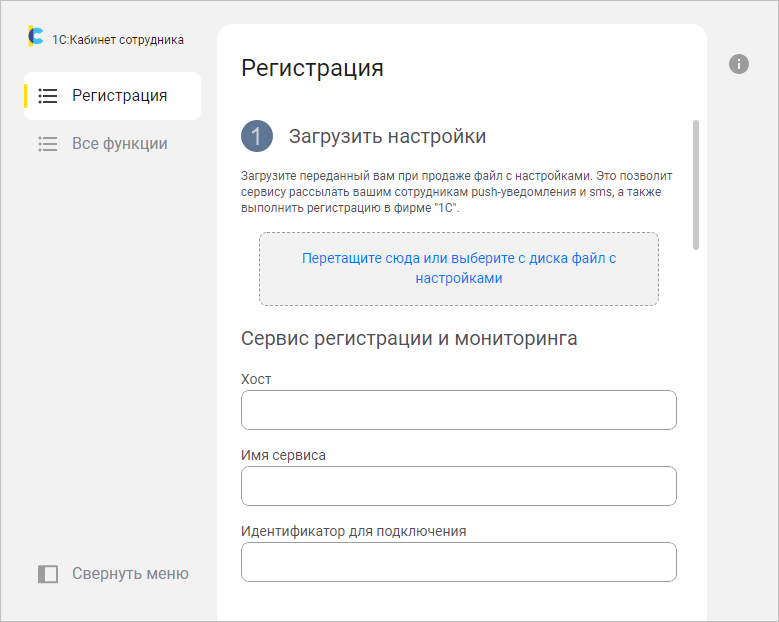 1С:Кабинет сотрудника
Регистрация
Все функции
Свернуть меню
Регистрация
1 Загрузить настройки
Загрузите переданный вам при продаже файл с настройками. Это позволит
сервису рассылать вашим сотрудникам push-уведомления и sms, а также
выполнить регистрацию в фирме "1С".
Перетащите сюда или выберите с диска файл с
настройками
Сервис регистрации и мониторинга
Хост
Имя сервиса
Идентификатор для подключения